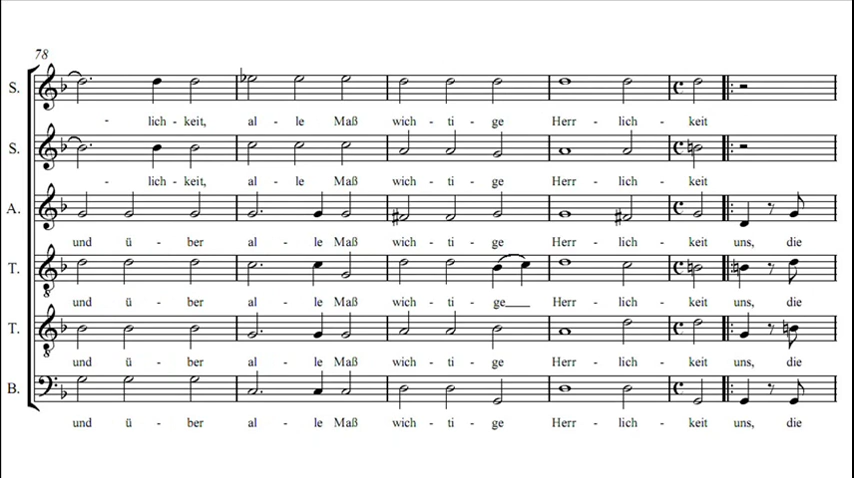 78
S.
- lich - keit, al - le Maß wich - ti - ge Herr - lich - keit
S.
- lich - keit, al - le Maß wich - ti - ge Herr - lich - keit
A.
und ü - ber al - le Maß wich - ti - ge Herr - lich - keit uns, die
T.
und ü - ber al - le Maß wich - ti - ge Herr - lich - keit uns, die
T.
und ü - ber al - le Maß wich - ti - ge Herr - lich - keit uns, die
B.
und ü - ber al - le Maß wich - ti - ge Herr - lich - keit uns, die